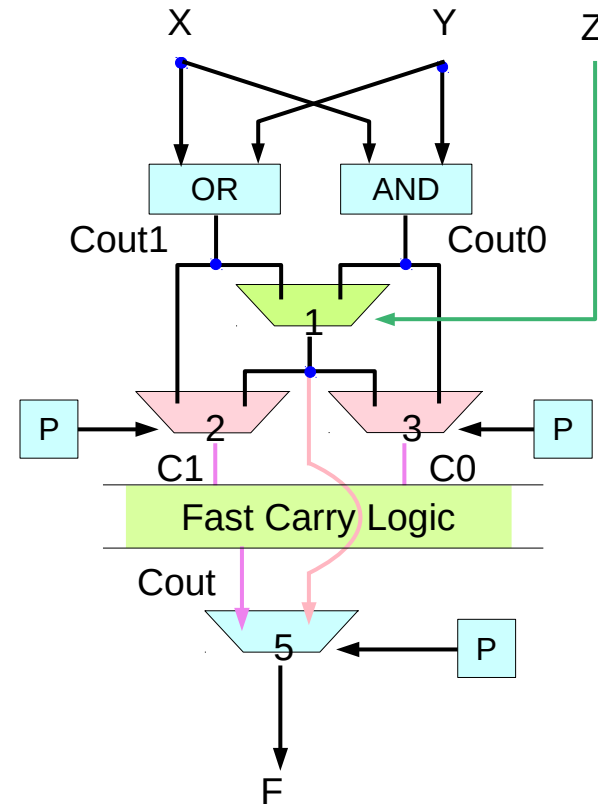 X Y Z
OR AND
Cout1 Cout0
1
P 2 3 P
C1 C0
Fast Carry Logic
Cout
5 P
F